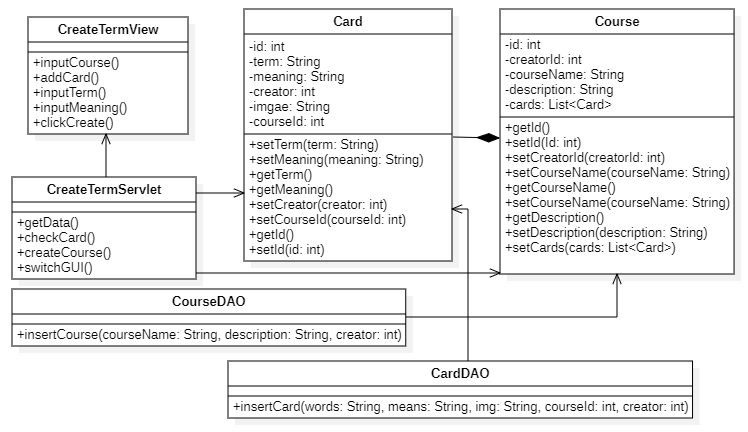 CreateTermView
+inputCourse()
+addCard()
+inputTerm()
+inputMeaning()
+clickCreate()
Card
-id: int
-term: String
-meaning: String
-creator: int
-imgae: String
-courseId: int
+setTerm(term: String)
+setMeaning(meaning: String)
+getTerm()
+getMeaning()
+setCreator(creator: int)
+setCourseId(courseId: int)
+getId()
+setId(id: int)
Course
-id: int
-creatorId: int
-courseName: String
-description: String
-cards: List<Card>
+getId()
+setId(Id: int)
+setCreatorId(creatorId: int)
+setCourseName(courseName: String)
+getCourseName()
+setCourseName(courseName: String)
+getDescription()
+setDescription(description: String)
+setCards(cards: List<Card>)
CreateTermServlet
+getData()
+checkCard()
+createCourse()
+switchGUI()
CourseDAO
+insertCourse(courseName: String, description: String, creator: int)
CardDAO
+insertCard(words: String, means: String, img: String, courseId: int, creator: int)